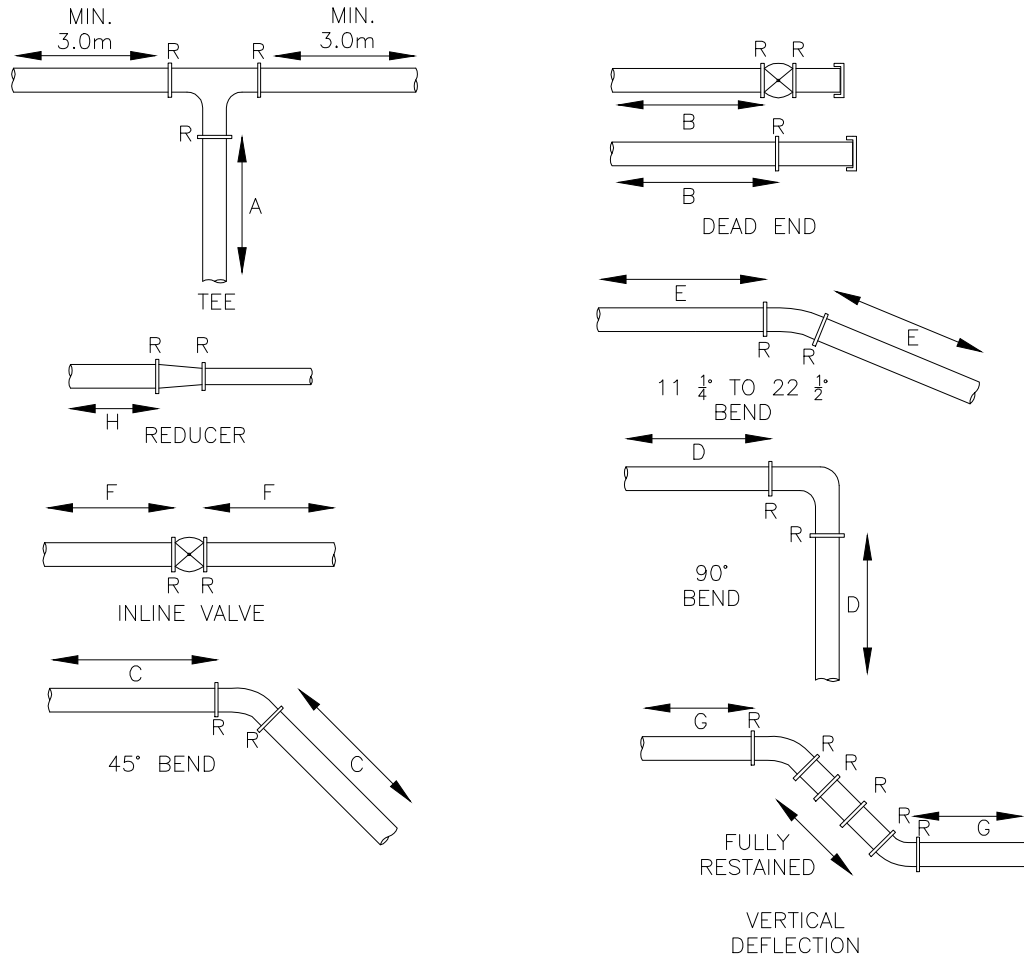 MIN.
3.0m
MIN.
3.0m
R
R
R
A
TEE
R
R
H
REDUCER
F
F
R
R
INLINE VALVE
C
R
R
C
45° BEND
R
R
B
R
B
DEAD END
E
E
R
R
11 1/4° TO 22 1/2°
BEND
D
R
R
D
90°
BEND
G
R
R
R
R
R
R
G
FULLY
RESTAINED
VERTICAL
DEFLECTION